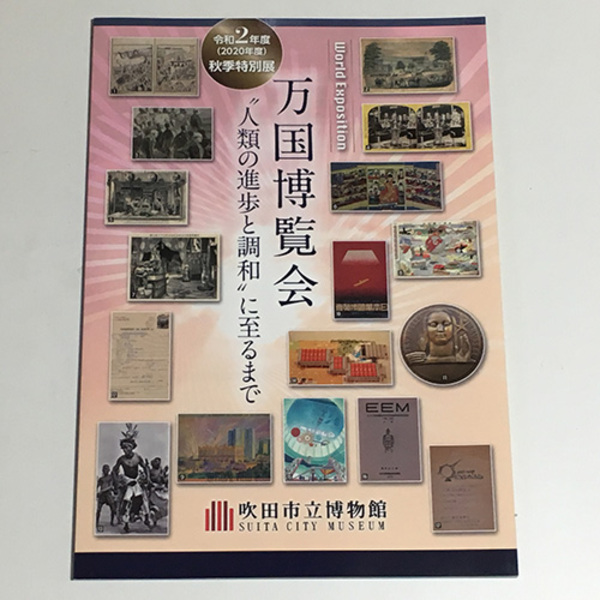 令和2年度
(2020年度)
秋季特別展
World Exposition
万国博覧会
〝人類の進歩と調和〟に至るまで
EEM
吹田市立博物館
SUITA CITY MUSEUM